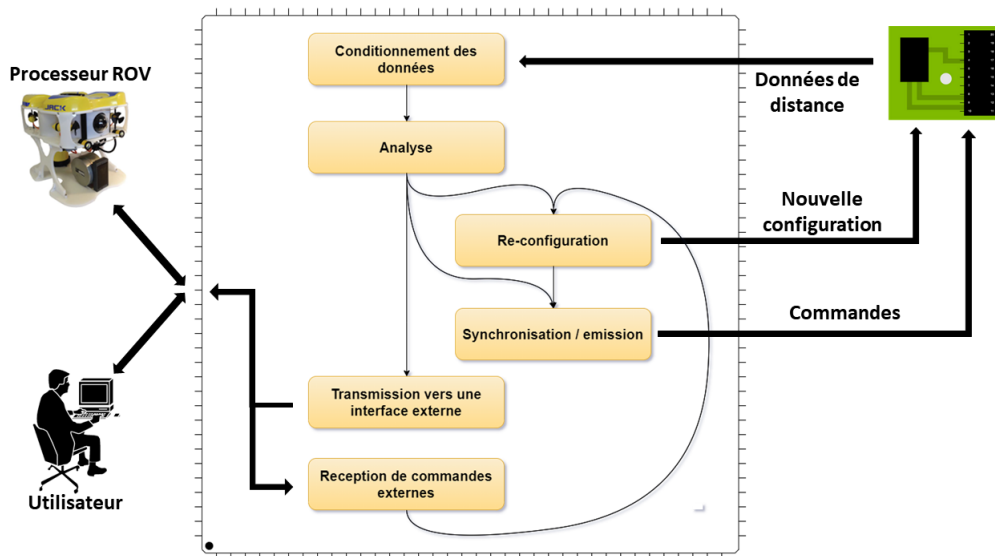 Conditionnement des
données
Processeur ROV
JACK
Données de
distance
Analyse
Nouvelle
configuration
Re-configuration
Commandes
Synchronisation / emission
Transmission vers une
interface externe
Reception de commandes
externes
Utilisateur